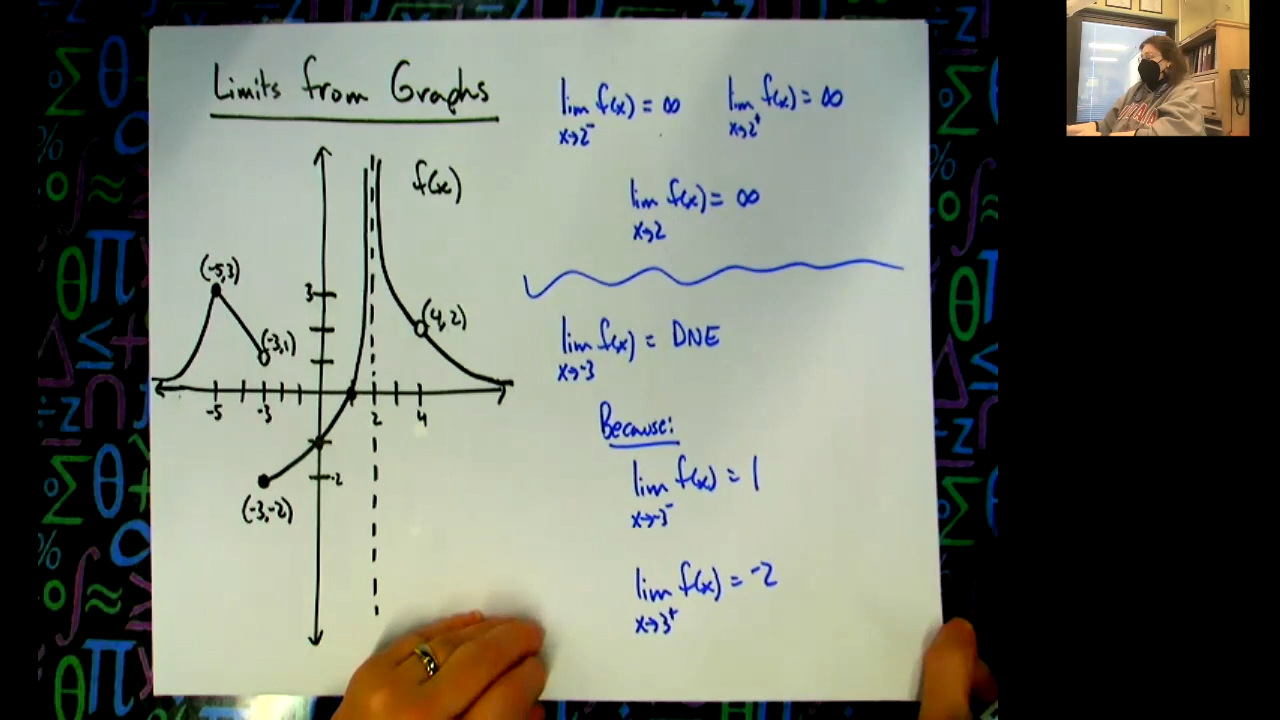 Limits from Graphs
f(x)
(-5,3)
3
(4,2)
(-3,1)
-5 -3 2 4
-2
(-3,-2)
lim f(x) = ∞ lim f(x) = ∞
x→2⁻ x→2⁺
lim f(x) = ∞
x→2
lim f(x) = DNE
x→-3
Because:
lim f(x) = 1
x→-3⁻
lim f(x) = -2
x→3⁺